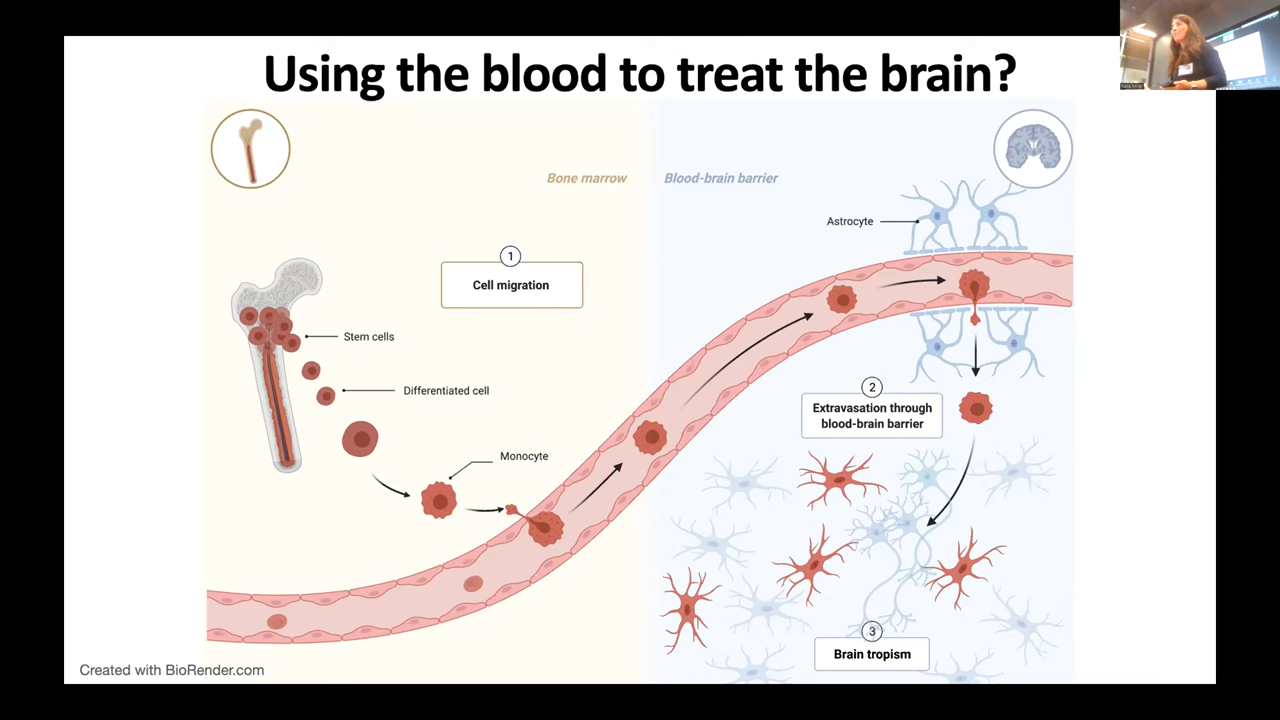 Using the blood to treat the brain?
Bone marrow
Blood-brain barrier
Astrocyte
1
Cell migration
Stem cells
Differentiated cell
2
Extravasation through
blood-brain barrier
Monocyte
3
Brain tropism
Created with BioRender.com